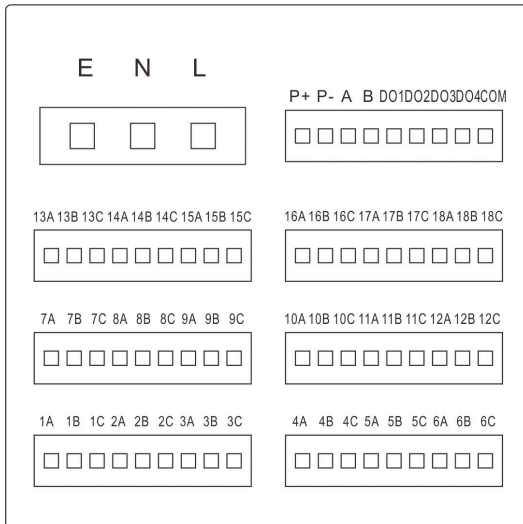 E N L
P+ P- A B DO1DO2DO3DO4COM
13A 13B 13C 14A 14B 14C 15A 15B 15C
16A 16B 16C 17A 17B 17C 18A 18B 18C
7A 7B 7C 8A 8B 8C 9A 9B 9C
10A 10B 10C 11A 11B 11C 12A 12B 12C
1A 1B 1C 2A 2B 2C 3A 3B 3C
4A 4B 4C 5A 5B 5C 6A 6B 6C